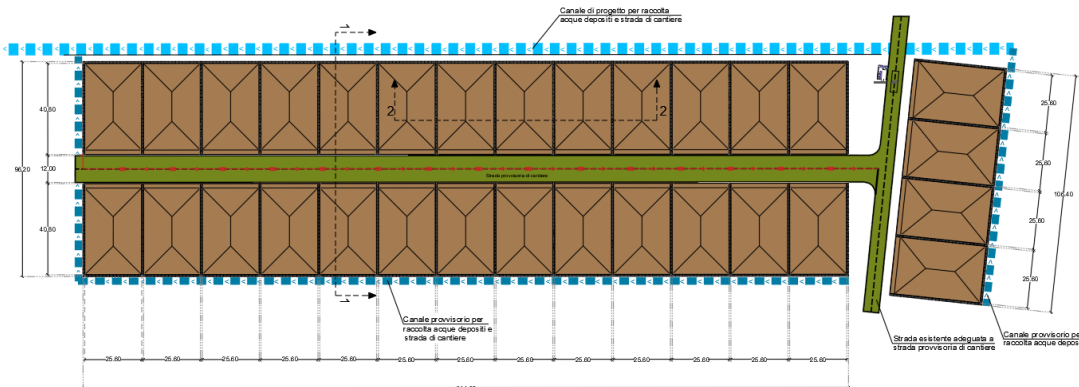 Canale di progetto per raccolta
acque depositi e strada di cantiere
1
40.80
96.20
12.00
40.80
2
2
Strada provvisoria di cantiere
25.60
25.60
25.60
25.60
106.40
1
Canale provvisorio per
raccolta acque depositi e
strada di cantiere
Strada esistente adeguata a
strada provvisoria di cantiere
Canale provvisorio pe
raccolta acque depos
25.60
25.60
25.60
25.60
25.60
25.60
25.60
25.60
25.60
25.60
25.60
25.60
25.60